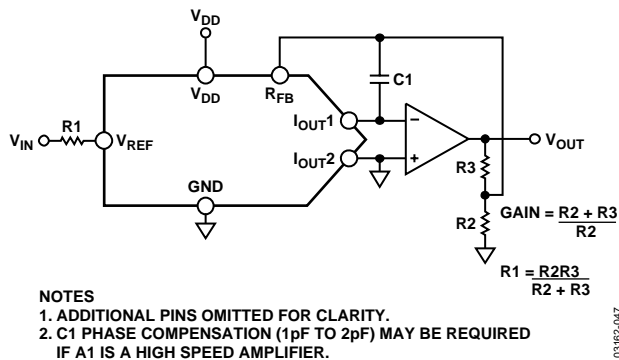 VDD
VDD
RFB
C1
IOUT1
R1
VIN
VREF
VOUT
IOUT2
R3
GND
R2
GAIN = R2 + R3
R2
R1 = R2R3
R2 + R3
NOTES
1. ADDITIONAL PINS OMITTED FOR CLARITY.
2. C1 PHASE COMPENSATION (1pF TO 2pF) MAY BE REQUIRED
IF A1 IS A HIGH SPEED AMPLIFIER.
03162-047